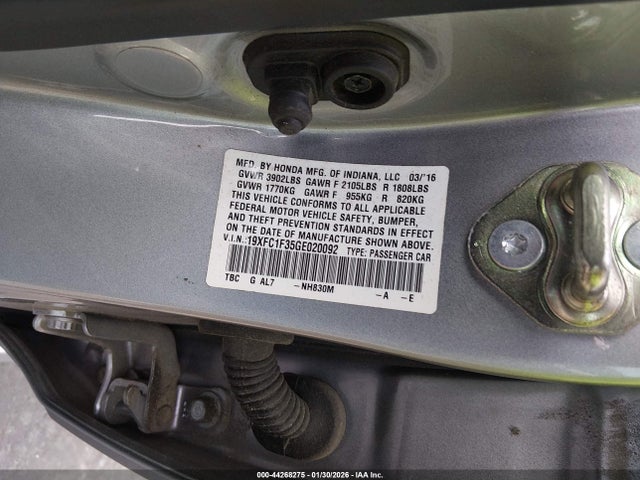 MFD. BY HONDA MFG. OF INDIANA, LLC 03/'16
GVWR 3902LBS GAWR F 2105LBS R 1808LBS
GVWR 1770KG GAWR F 955KG R 820KG
THIS VEHICLE CONFORMS TO ALL APPLICABLE
FEDERAL MOTOR VEHICLE SAFETY, BUMPER,
AND THEFT PREVENTION STANDARDS IN EFFECT
ON THE DATE OF MANUFACTURE SHOWN ABOVE.
V.I.N.: 19XFC1F35GE020092 TYPE: PASSENGER CAR
TBC G AL7 -NH830M -A -E
000-44268275 - 01/30/2026 - IAA Inc.